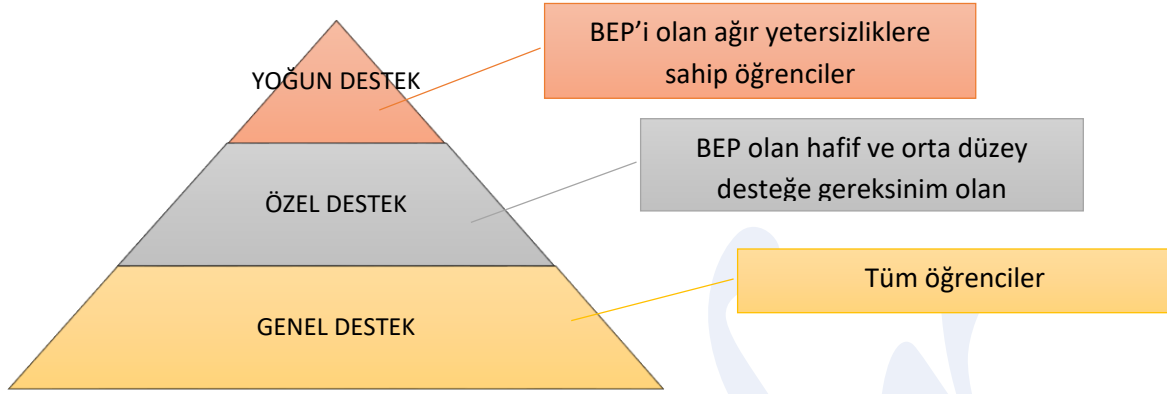 YOĞUN DESTEK
BEP’i olan ağır yetersizliklere
sahip öğrenciler
ÖZEL DESTEK
BEP olan hafif ve orta düzey
desteğe gereksinim olan
GENEL DESTEK
Tüm öğrenciler